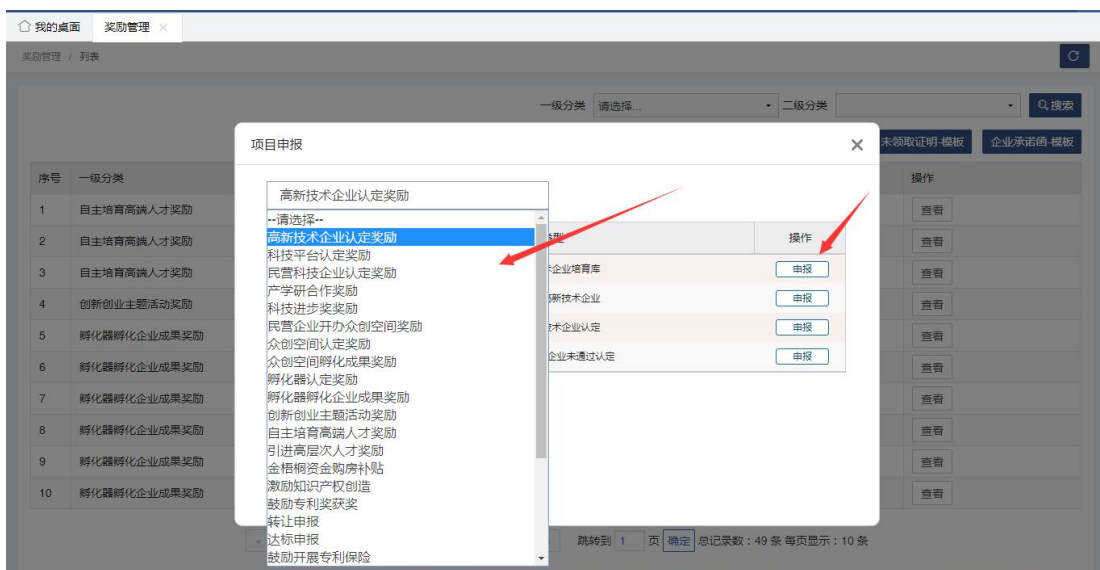 我的桌面 奖励管理 ×
奖励管理 / 列表
一级分类 请选择... 二级分类 搜索
未领取证明-模板 企业承诺函-模板
项目申报 ×
序号 一级分类 操作
1 自主培育高端人才奖励 查看
2 自主培育高端人才奖励 查看
3 自主培育高端人才奖励 查看
4 创新创业主题活动奖励 查看
5 孵化器孵化企业成果奖励 查看
6 孵化器孵化企业成果奖励 查看
7 孵化器孵化企业成果奖励 查看
8 孵化器孵化企业成果奖励 查看
9 孵化器孵化企业成果奖励 查看
10 孵化器孵化企业成果奖励 查看
高新技术企业认定奖励
--请选择--
高新技术企业认定奖励
科技平台认定奖励
民营科技企业认定奖励
产学研合作奖励
科技进步奖奖励
民营企业开办众创空间奖励
众创空间认定奖励
众创空间孵化成果奖励
孵化器认定奖励
孵化器孵化企业成果奖励
创新创业主题活动奖励
自主培育高端人才奖励
引进高层次人才奖励
金梧桐资金购房补贴
激励知识产权创造
鼓励专利奖获奖
转让申报
达标申报
鼓励开展专利保险
操作
企业培育库 申报
新技术企业 申报
术企业认定 申报
企业未通过认定 申报
跳转到 1 页 确定 总记录数：49 条 每页显示：10 条